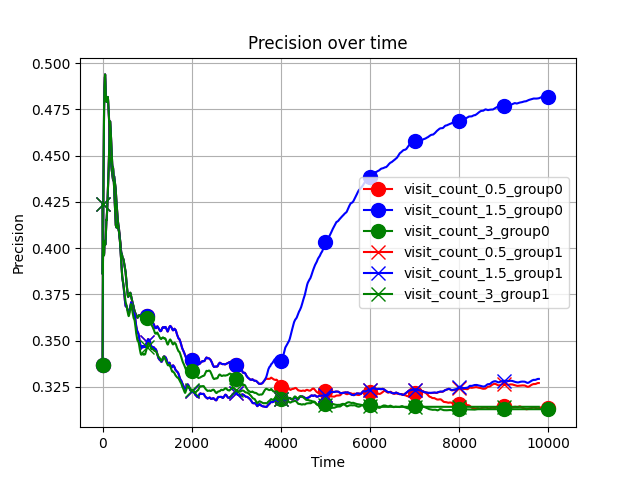 Precision over time
0.500
0.475
0.450
0.425
0.400
0.375
0.350
0.325
Precision
visit_count_0.5_group0
visit_count_1.5_group0
visit_count_3_group0
visit_count_0.5_group1
visit_count_1.5_group1
visit_count_3_group1
0 2000 4000 6000 8000 10000
Time